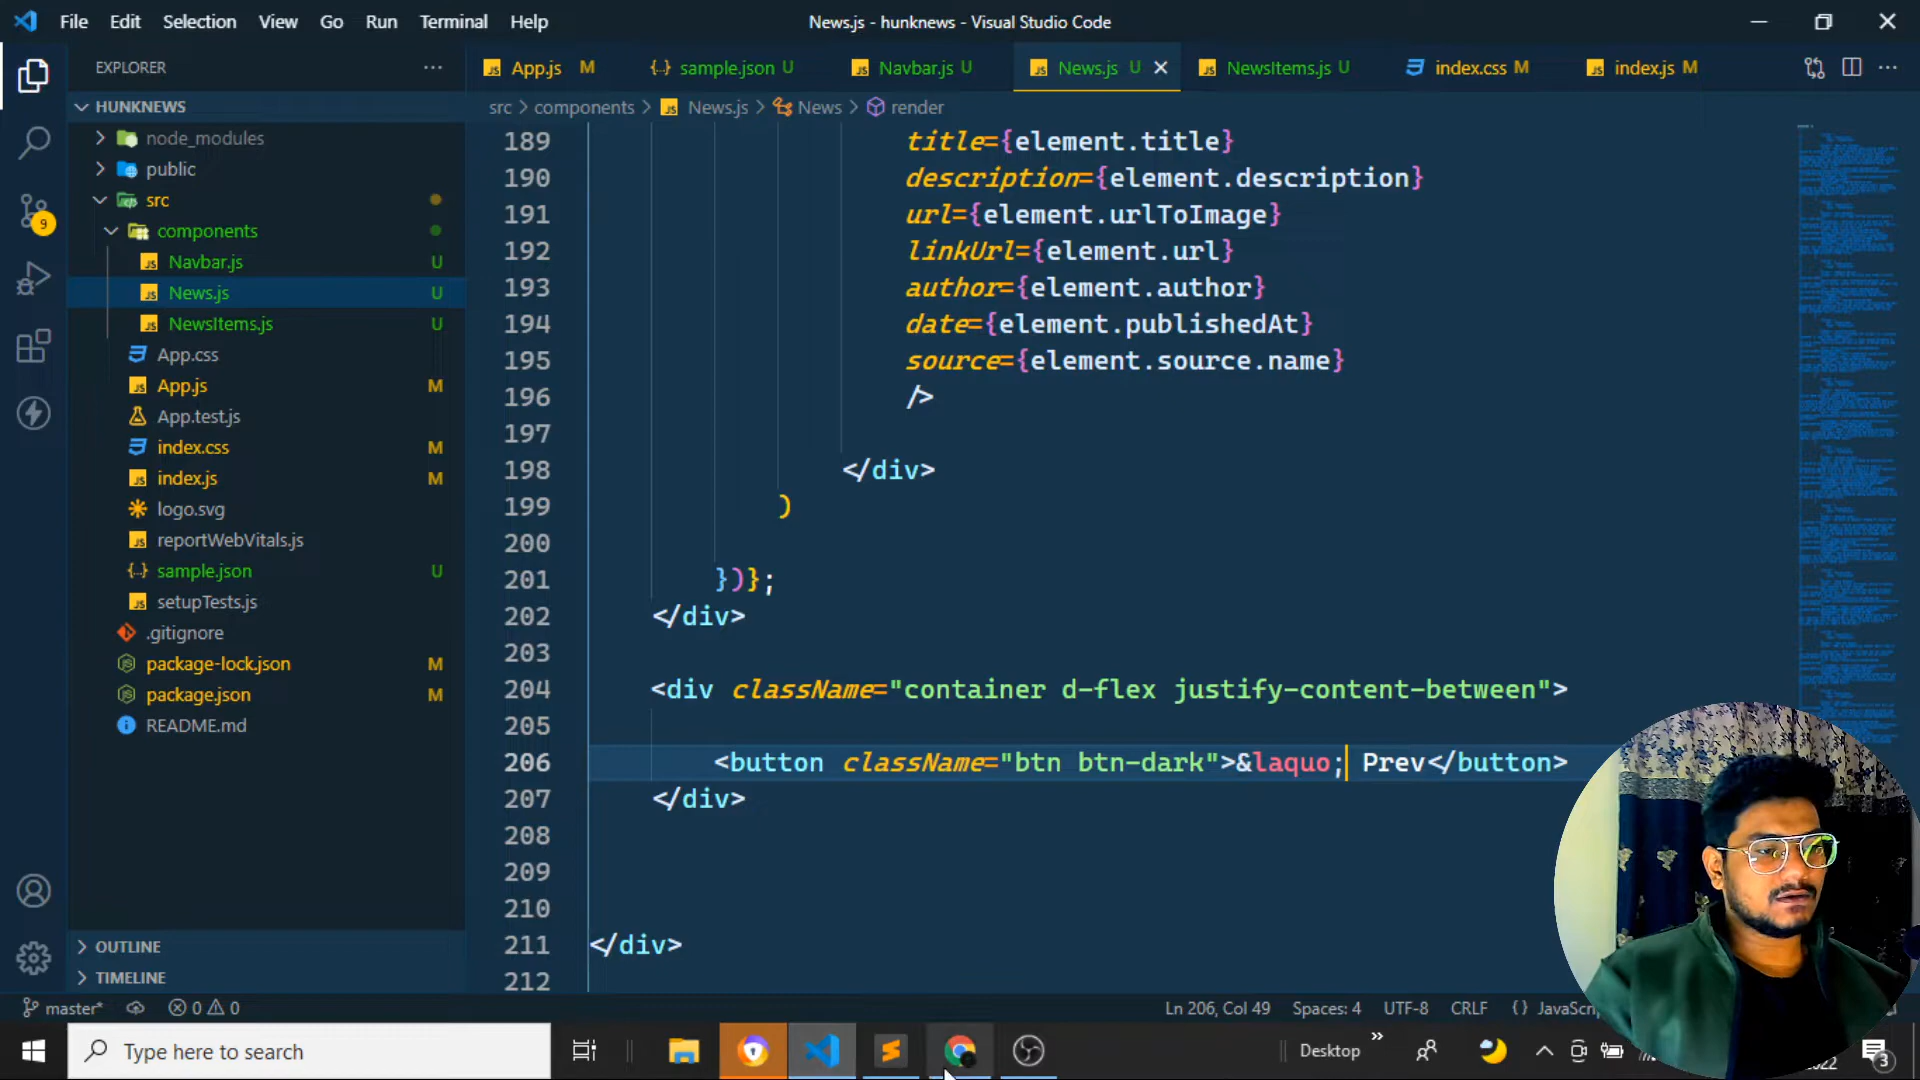 File Edit Selection View Go Run Terminal Help
News.js - hunknews - Visual Studio Code
EXPLORER
App.js M
sample.json U
Navbar.js U
News.js U
NewsItems.js U
index.css M
index.js M
HUNKNEWS
src > components > News.js > News > render
node_modules
public
src
components
Navbar.js U
News.js U
NewsItems.js U
App.css
App.js M
App.test.js
index.css M
index.js M
logo.svg
reportWebVitals.js
sample.json U
setupTests.js
.gitignore
package-lock.json M
package.json M
README.md
OUTLINE
TIMELINE
9
189 title={element.title}
190 description={element.description}
191 url={element.urlToImage}
192 linkUrl={element.url}
193 author={element.author}
194 date={element.publishedAt}
195 source={element.source.name}
196 />
197
198 </div>
199 )
200
201 })};
202 </div>
203
204 <div className="container d-flex justify-content-between">
205
206 <button className="btn btn-dark">&laquo; Prev</button>
207 </div>
208
209
210
211 </div>
212
master* 0 0
Ln 206, Col 49 Spaces: 4 UTF-8 CRLF {}
Type here to search
Desktop
3